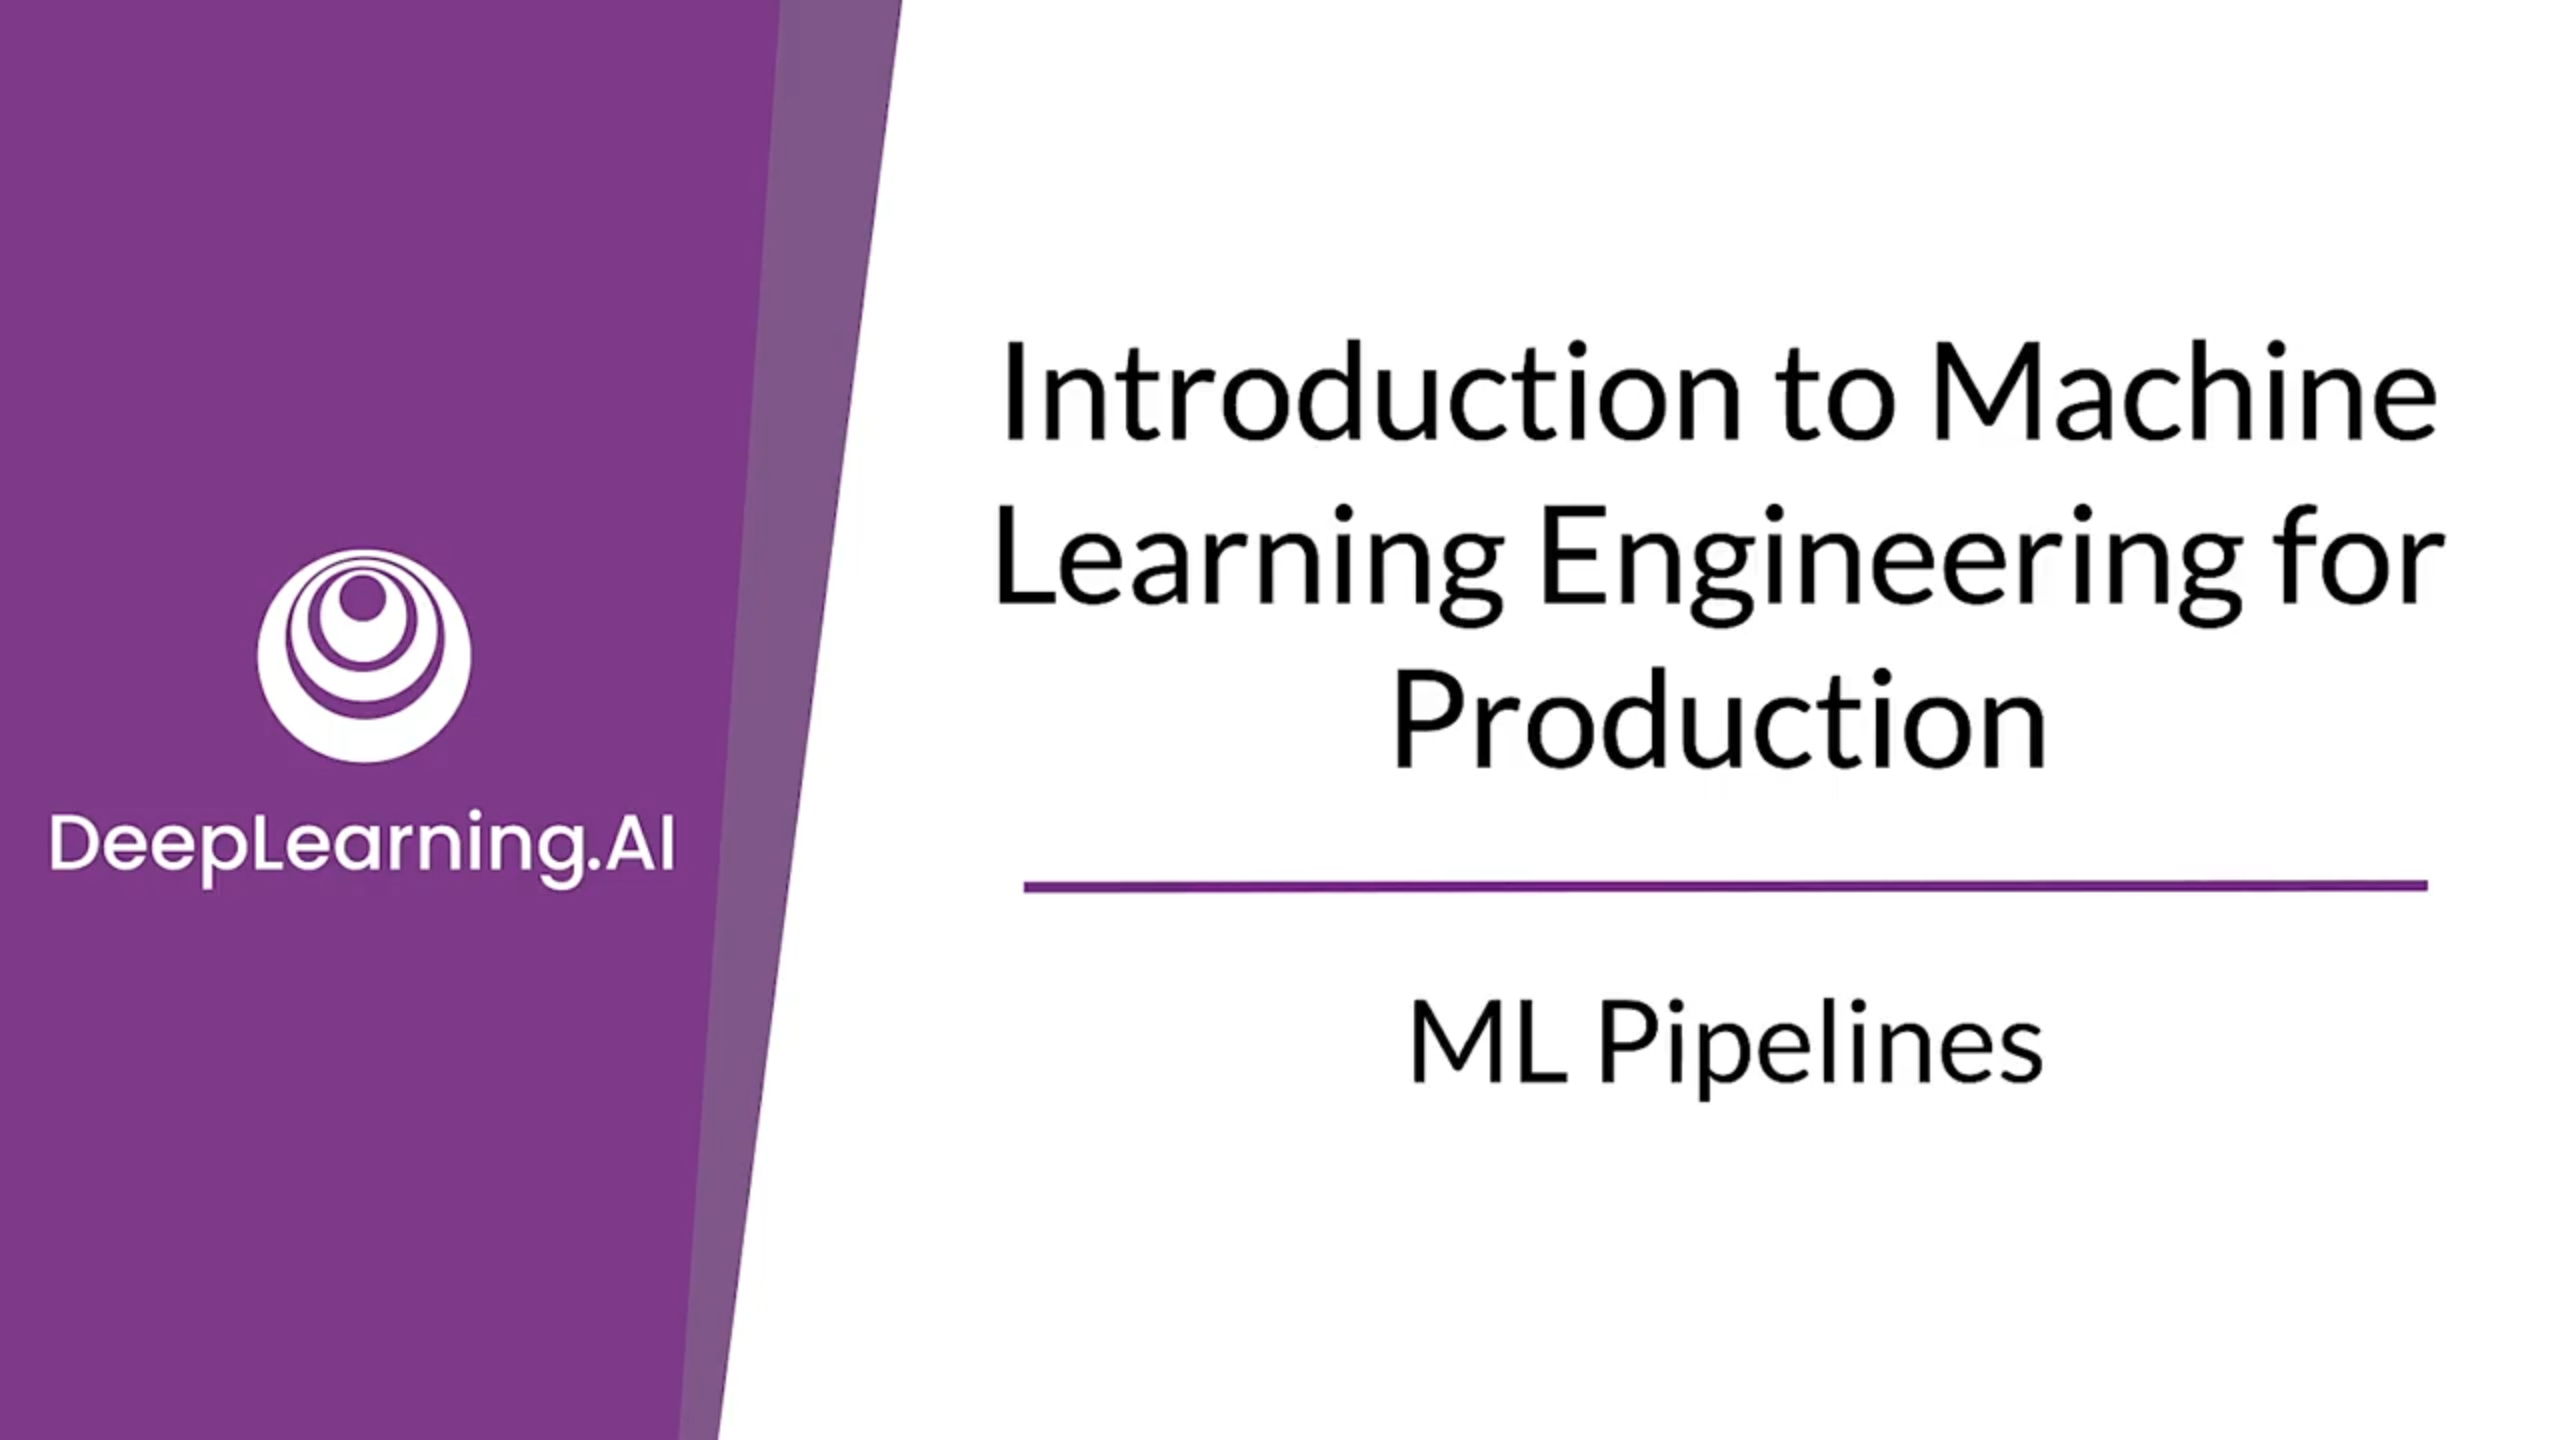 DeepLearning.AI
Introduction to Machine
Learning Engineering for
Production
ML Pipelines